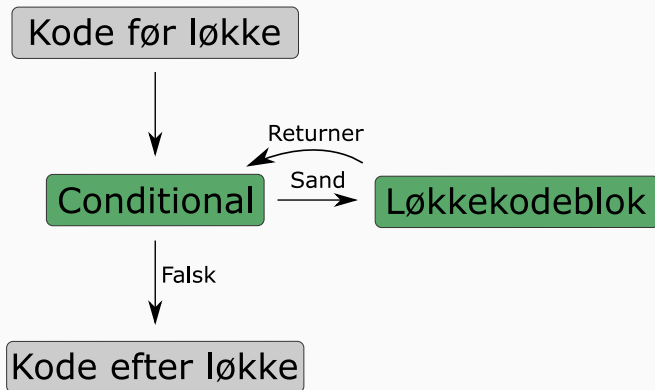 Kode før løkke
Returner
Sand
Conditional
Løkkekodeblok
Falsk
Kode efter løkke